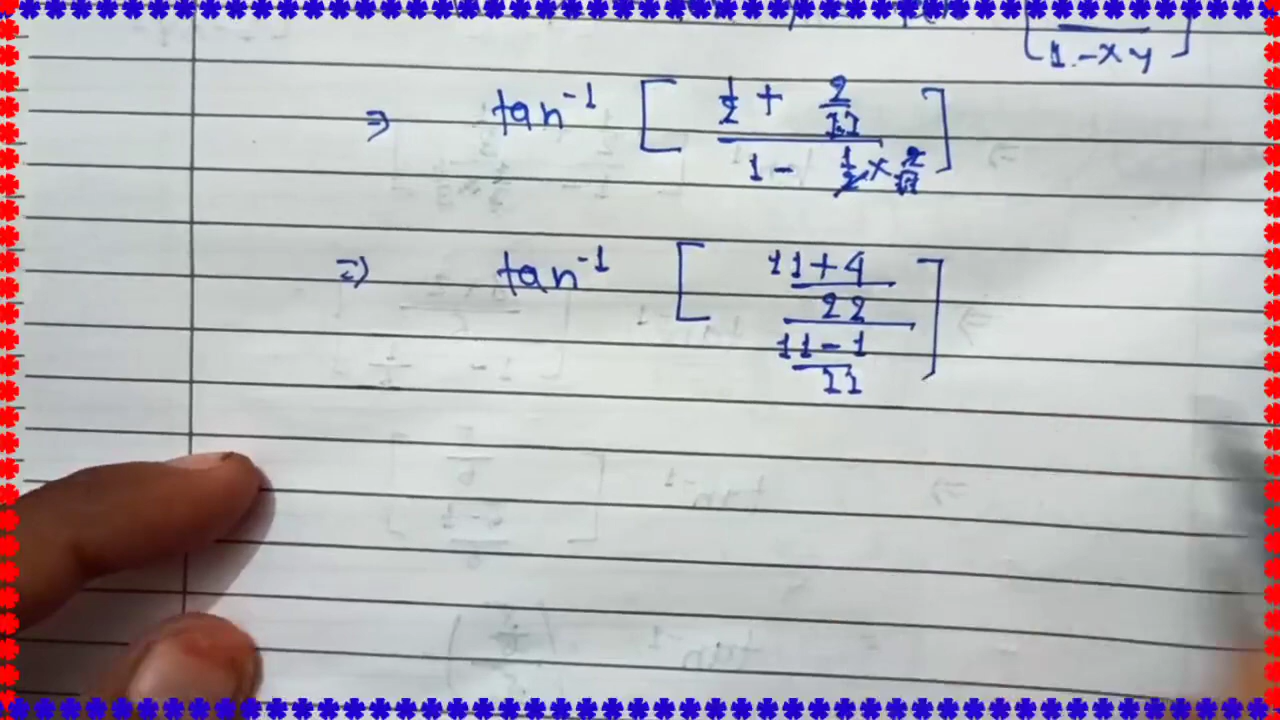 1 - xy
⇒ tan⁻¹ [ (1/2 + 2/11) / (1 - 1/2 × 2/11) ]
⇒ tan⁻¹ [ ((11+4)/22) / ((11-1)/11) ]